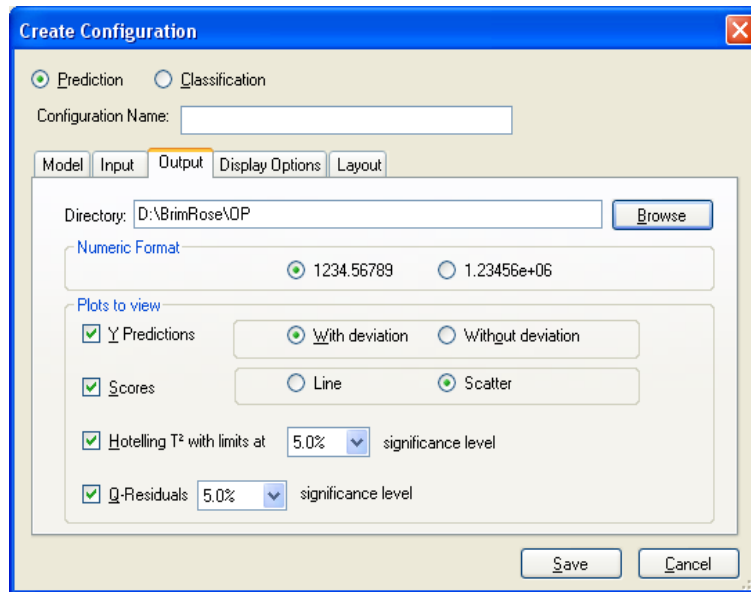 Create Configuration
Prediction Classification
Configuration Name:
Model Input Output Display Options Layout
Directory: D:\BrimRose\OP Browse
Numeric Format
1234.56789 1.23456e+06
Plots to view
Y Predictions With deviation Without deviation
Scores Line Scatter
Hotelling T² with limits at 5.0% significance level
Q-Residuals 5.0% significance level
Save Cancel